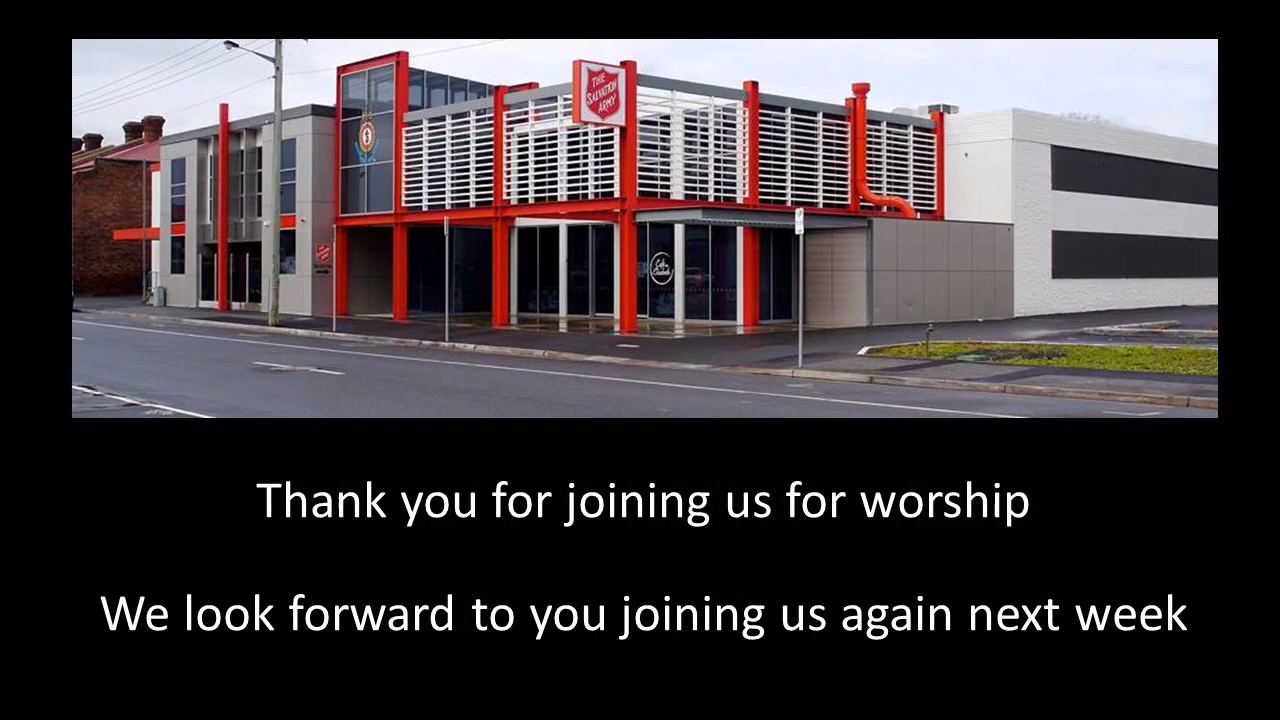 THE
SALVATION
ARMY
Thank you for joining us for worship
We look forward to you joining us again next week